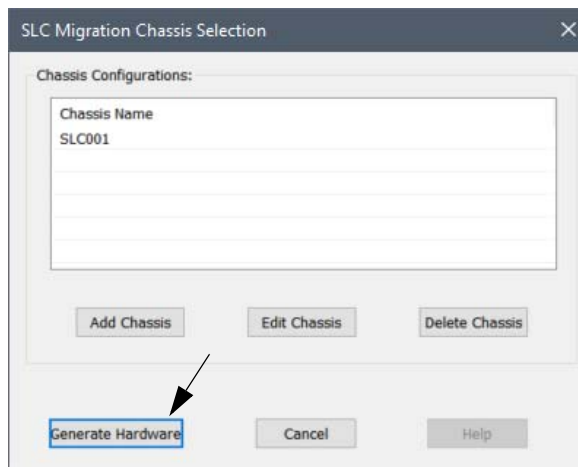 SLC Migration Chassis Selection
Chassis Configurations:
Chassis Name
SLC001
Add Chassis Edit Chassis Delete Chassis
Generate Hardware Cancel Help